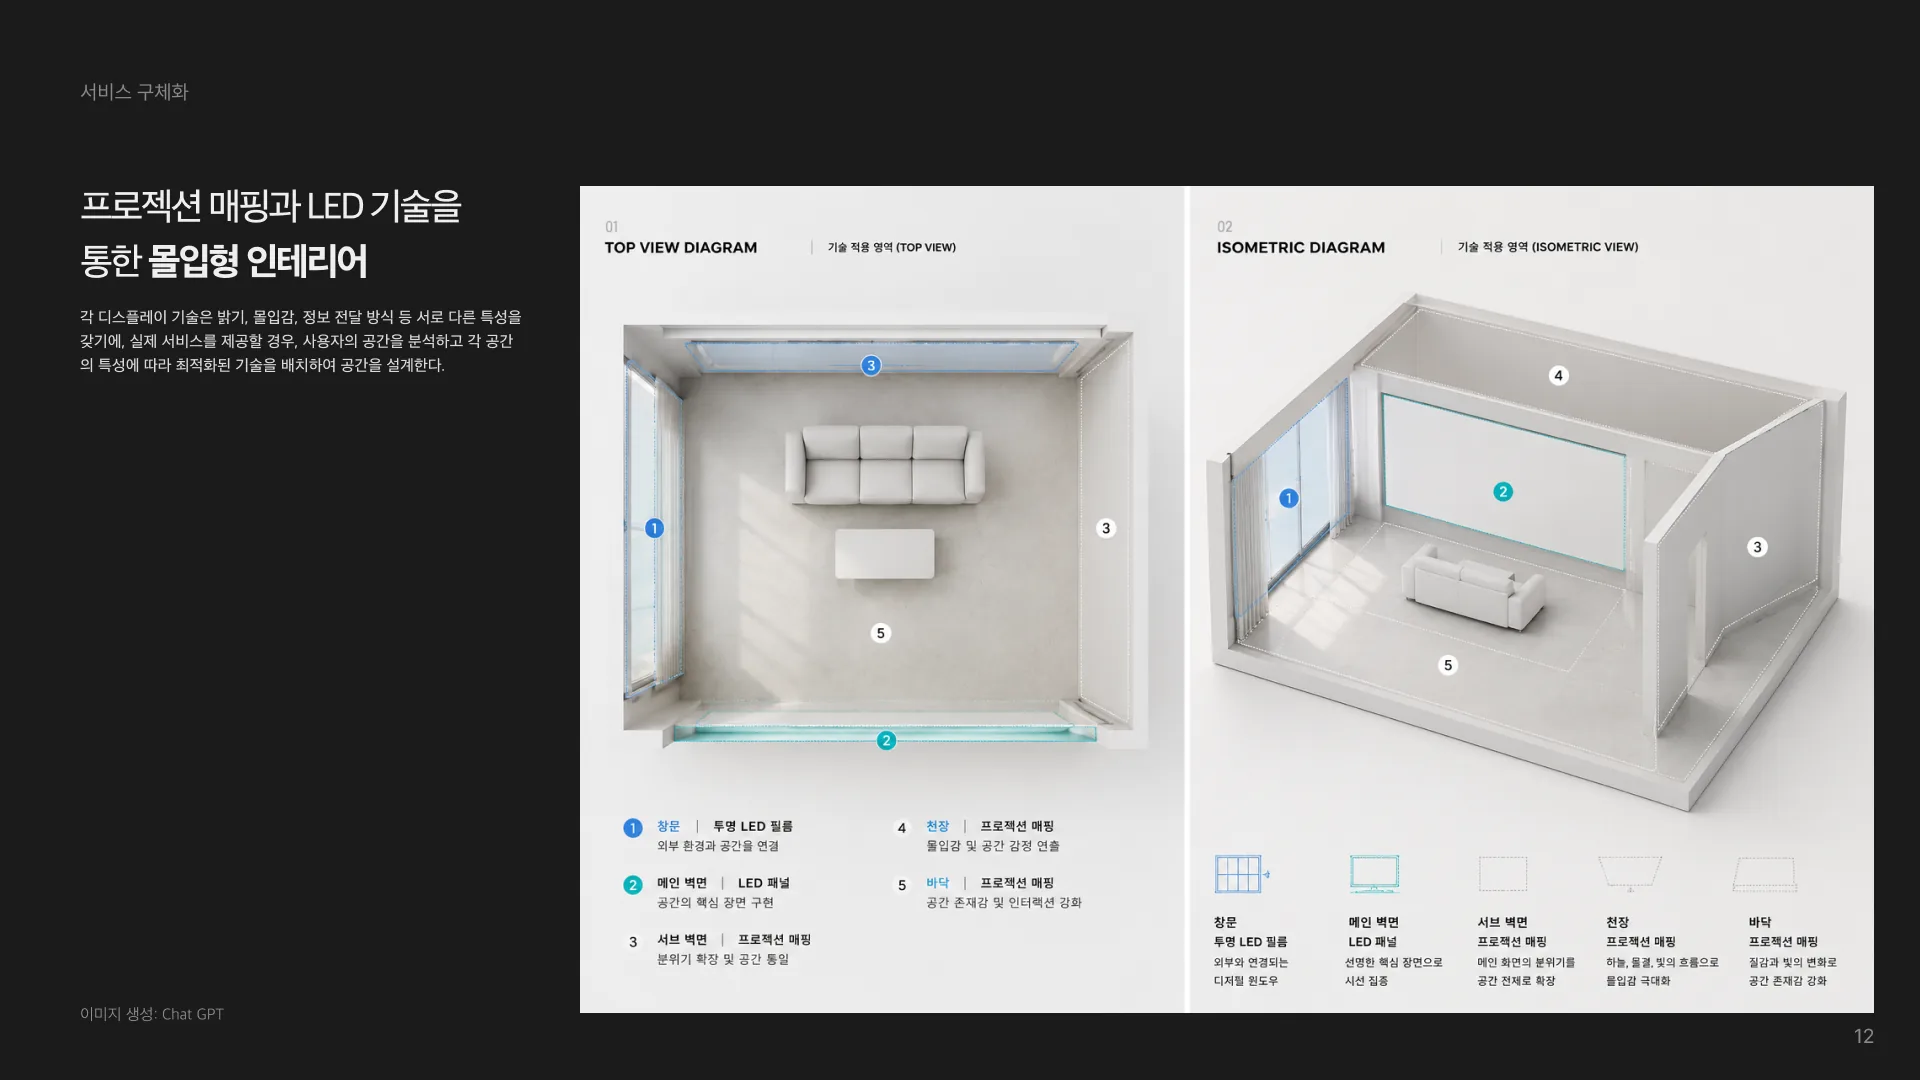 서비스 구체화
프로젝션 매핑과 LED 기술을
통한 몰입형 인테리어
각 디스플레이 기술은 밝기, 몰입감, 정보 전달 방식 등 서로 다른 특성을
갖기에, 실제 서비스를 제공할 경우, 사용자의 공간을 분석하고 각 공간
의 특성에 따라 최적화된 기술을 배치하여 공간을 설계한다.
이미지 생성: Chat GPT
01
TOP VIEW DIAGRAM | 기술 적용 영역 (TOP VIEW)
3
1
3
5
2
1 창문 | 투명 LED 필름
외부 환경과 공간을 연결
2 메인 벽면 | LED 패널
공간의 핵심 장면 구현
3 서브 벽면 | 프로젝션 매핑
분위기 확장 및 공간 통일
4 천장 | 프로젝션 매핑
몰입감 및 공간 감정 연출
5 바닥 | 프로젝션 매핑
공간 존재감 및 인터랙션 강화
02
ISOMETRIC DIAGRAM | 기술 적용 영역 (ISOMETRIC VIEW)
4
1
2
3
5
창문
투명 LED 필름
외부와 연결되는
디저털 윈도우
메인 벽면
LED 패널
선명한 핵심 장면으로
시선 집중
서브 벽면
프로젝션 매핑
메인 화면의 분위기를
공간 전제로 확장
천장
프로젝션 매핑
하늘, 물결, 빛의 흐름으로
몰입감 극대화
바닥
프로젝션 매핑
질감과 빛의 변화로
공간 존재감 강화
12